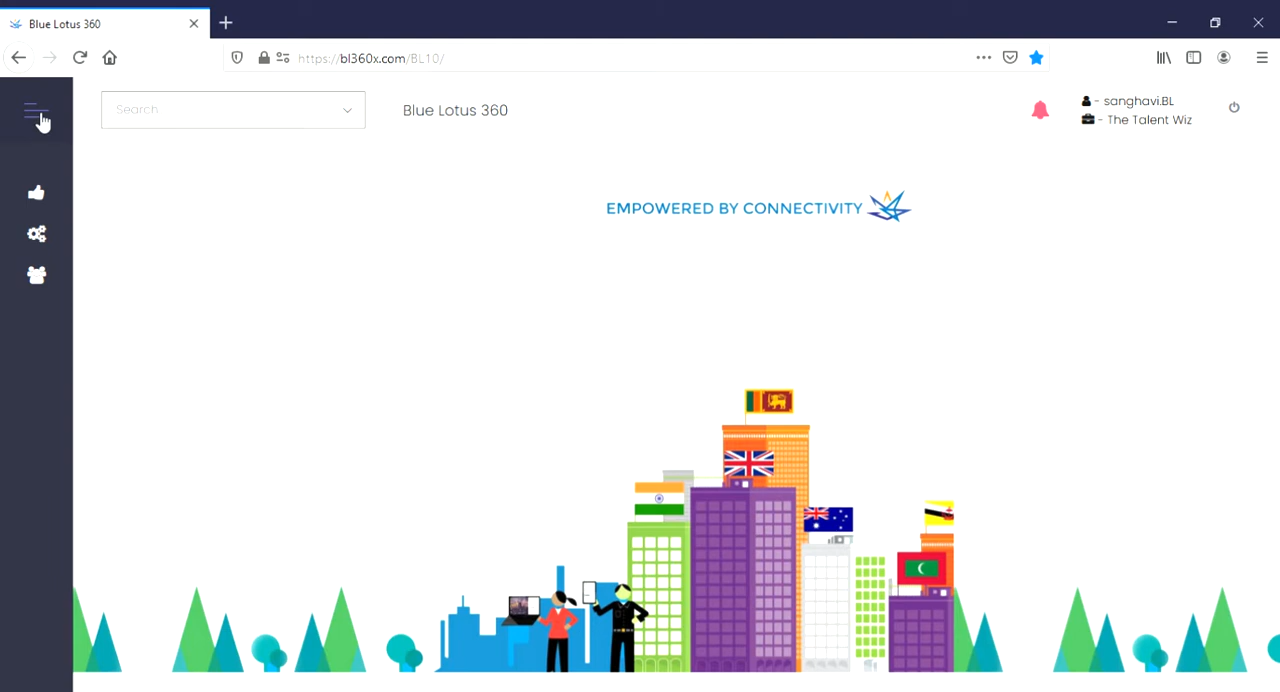 Blue Lotus 360
https://bl360x.com/BL10/
Search
Blue Lotus 360
- sanghavi.BL
- The Talent Wiz
EMPOWERED BY CONNECTIVITY